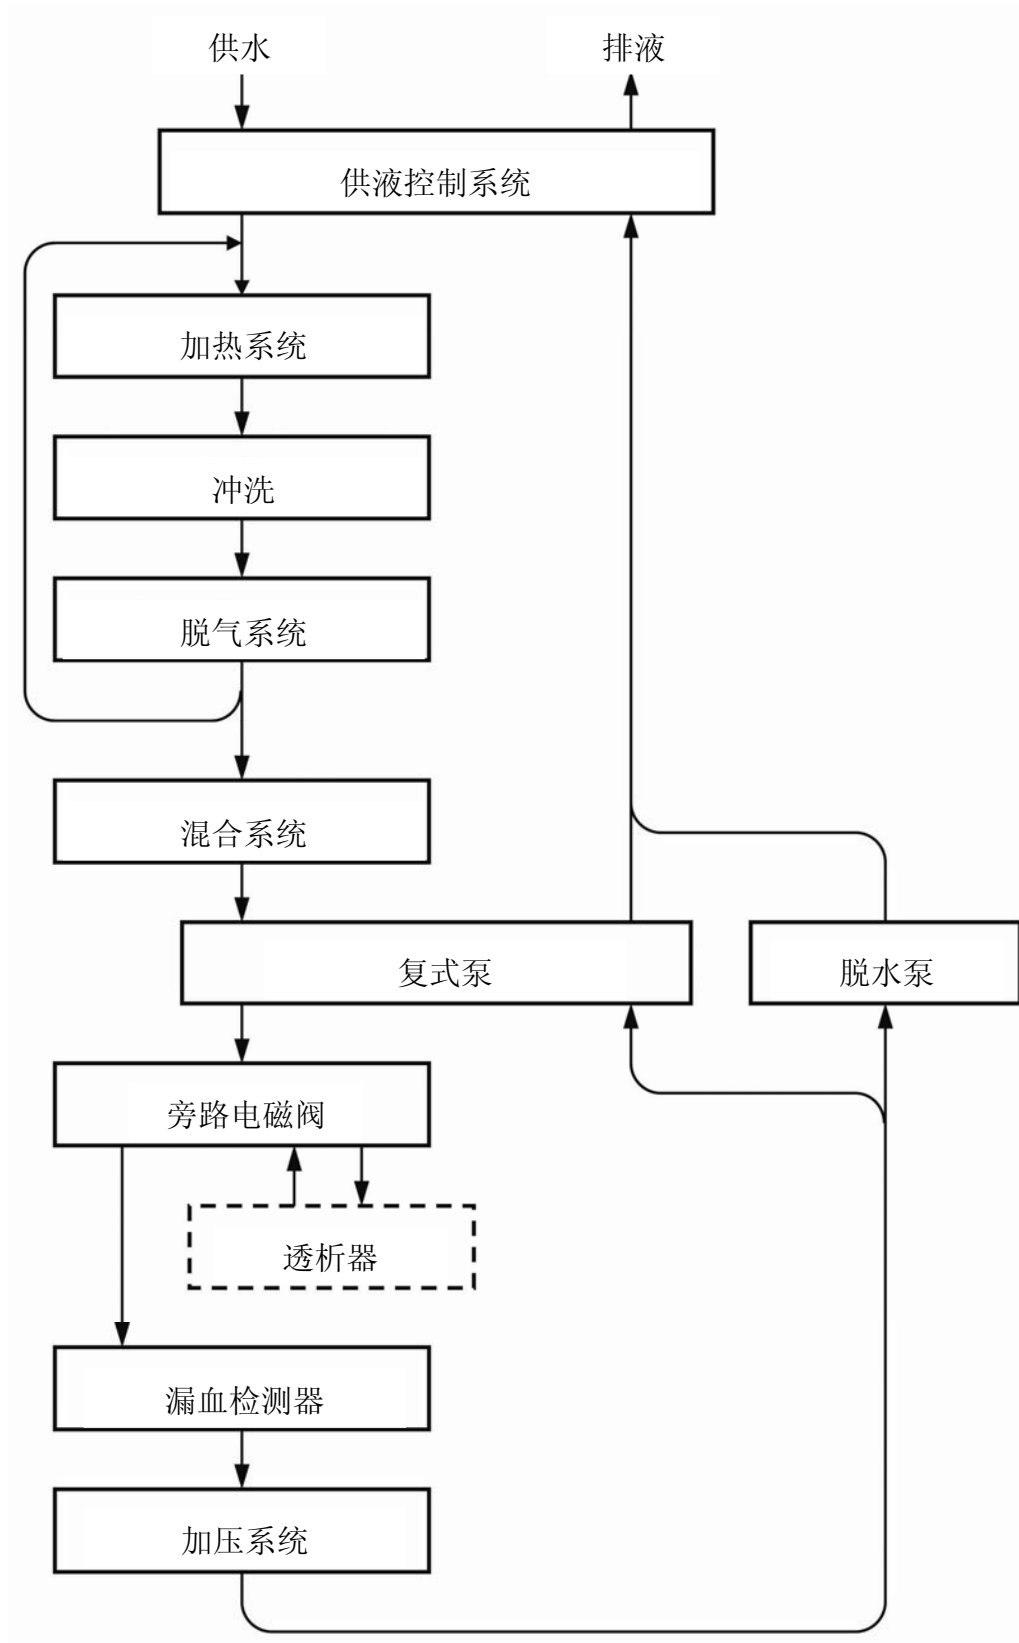 供水
排液
供液控制系统
加热系统
冲洗
脱气系统
混合系统
复式泵
脱水泵
旁路电磁阀
透析器
漏血检测器
加压系统